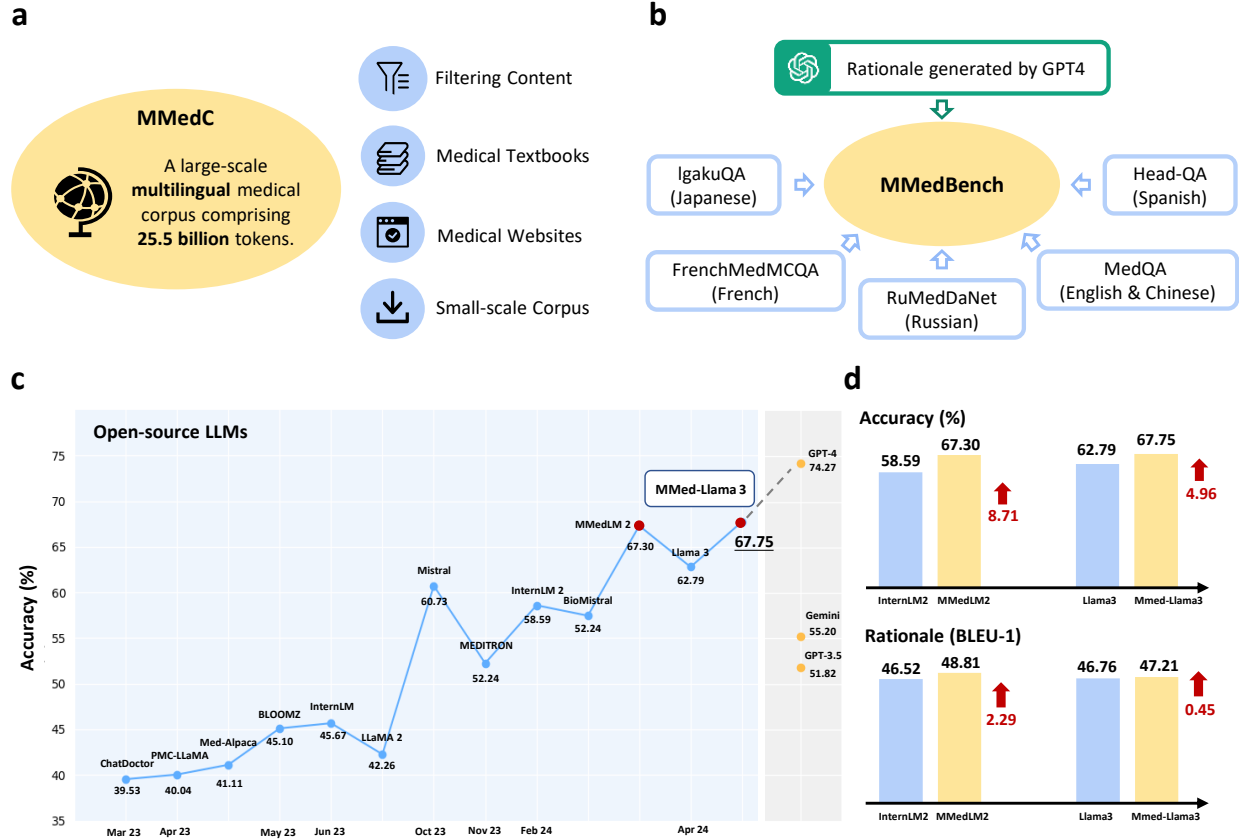 a
MMedC
A large-scale
multilingual medical
corpus comprising
25.5 billion tokens.
Filtering Content
Medical Textbooks
Medical Websites
Small-scale Corpus
b
Rationale generated by GPT4
MMedBench
IgakuQA
(Japanese)
Head-QA
(Spanish)
FrenchMedMCQA
(French)
RuMedDaNet
(Russian)
MedQA
(English & Chinese)
c
Open-source LLMs
Accuracy (%)
75
70
65
60
55
50
45
40
35
ChatDoctor
39.53
PMC-LLaMA
40.04
Med-Alpaca
41.11
BLOOMZ
45.10
InternLM
45.67
LLaMA 2
42.26
Mistral
60.73
MEDITRON
52.24
InternLM 2
58.59
BioMistral
52.24
MMedLM 2
67.30
Llama 3
62.79
MMed-Llama 3
67.75
GPT-4
74.27
Gemini
55.20
GPT-3.5
51.82
Mar 23
Apr 23
May 23
Jun 23
Oct 23
Nov 23
Feb 24
Apr 24
d
Accuracy (%)
58.59
67.30
8.71
62.79
67.75
4.96
InternLM2
MMedLM2
Llama3
Mmed-Llama3
Rationale (BLEU-1)
46.52
48.81
2.29
46.76
47.21
0.45
InternLM2
MMedLM2
Llama3
Mmed-Llama3